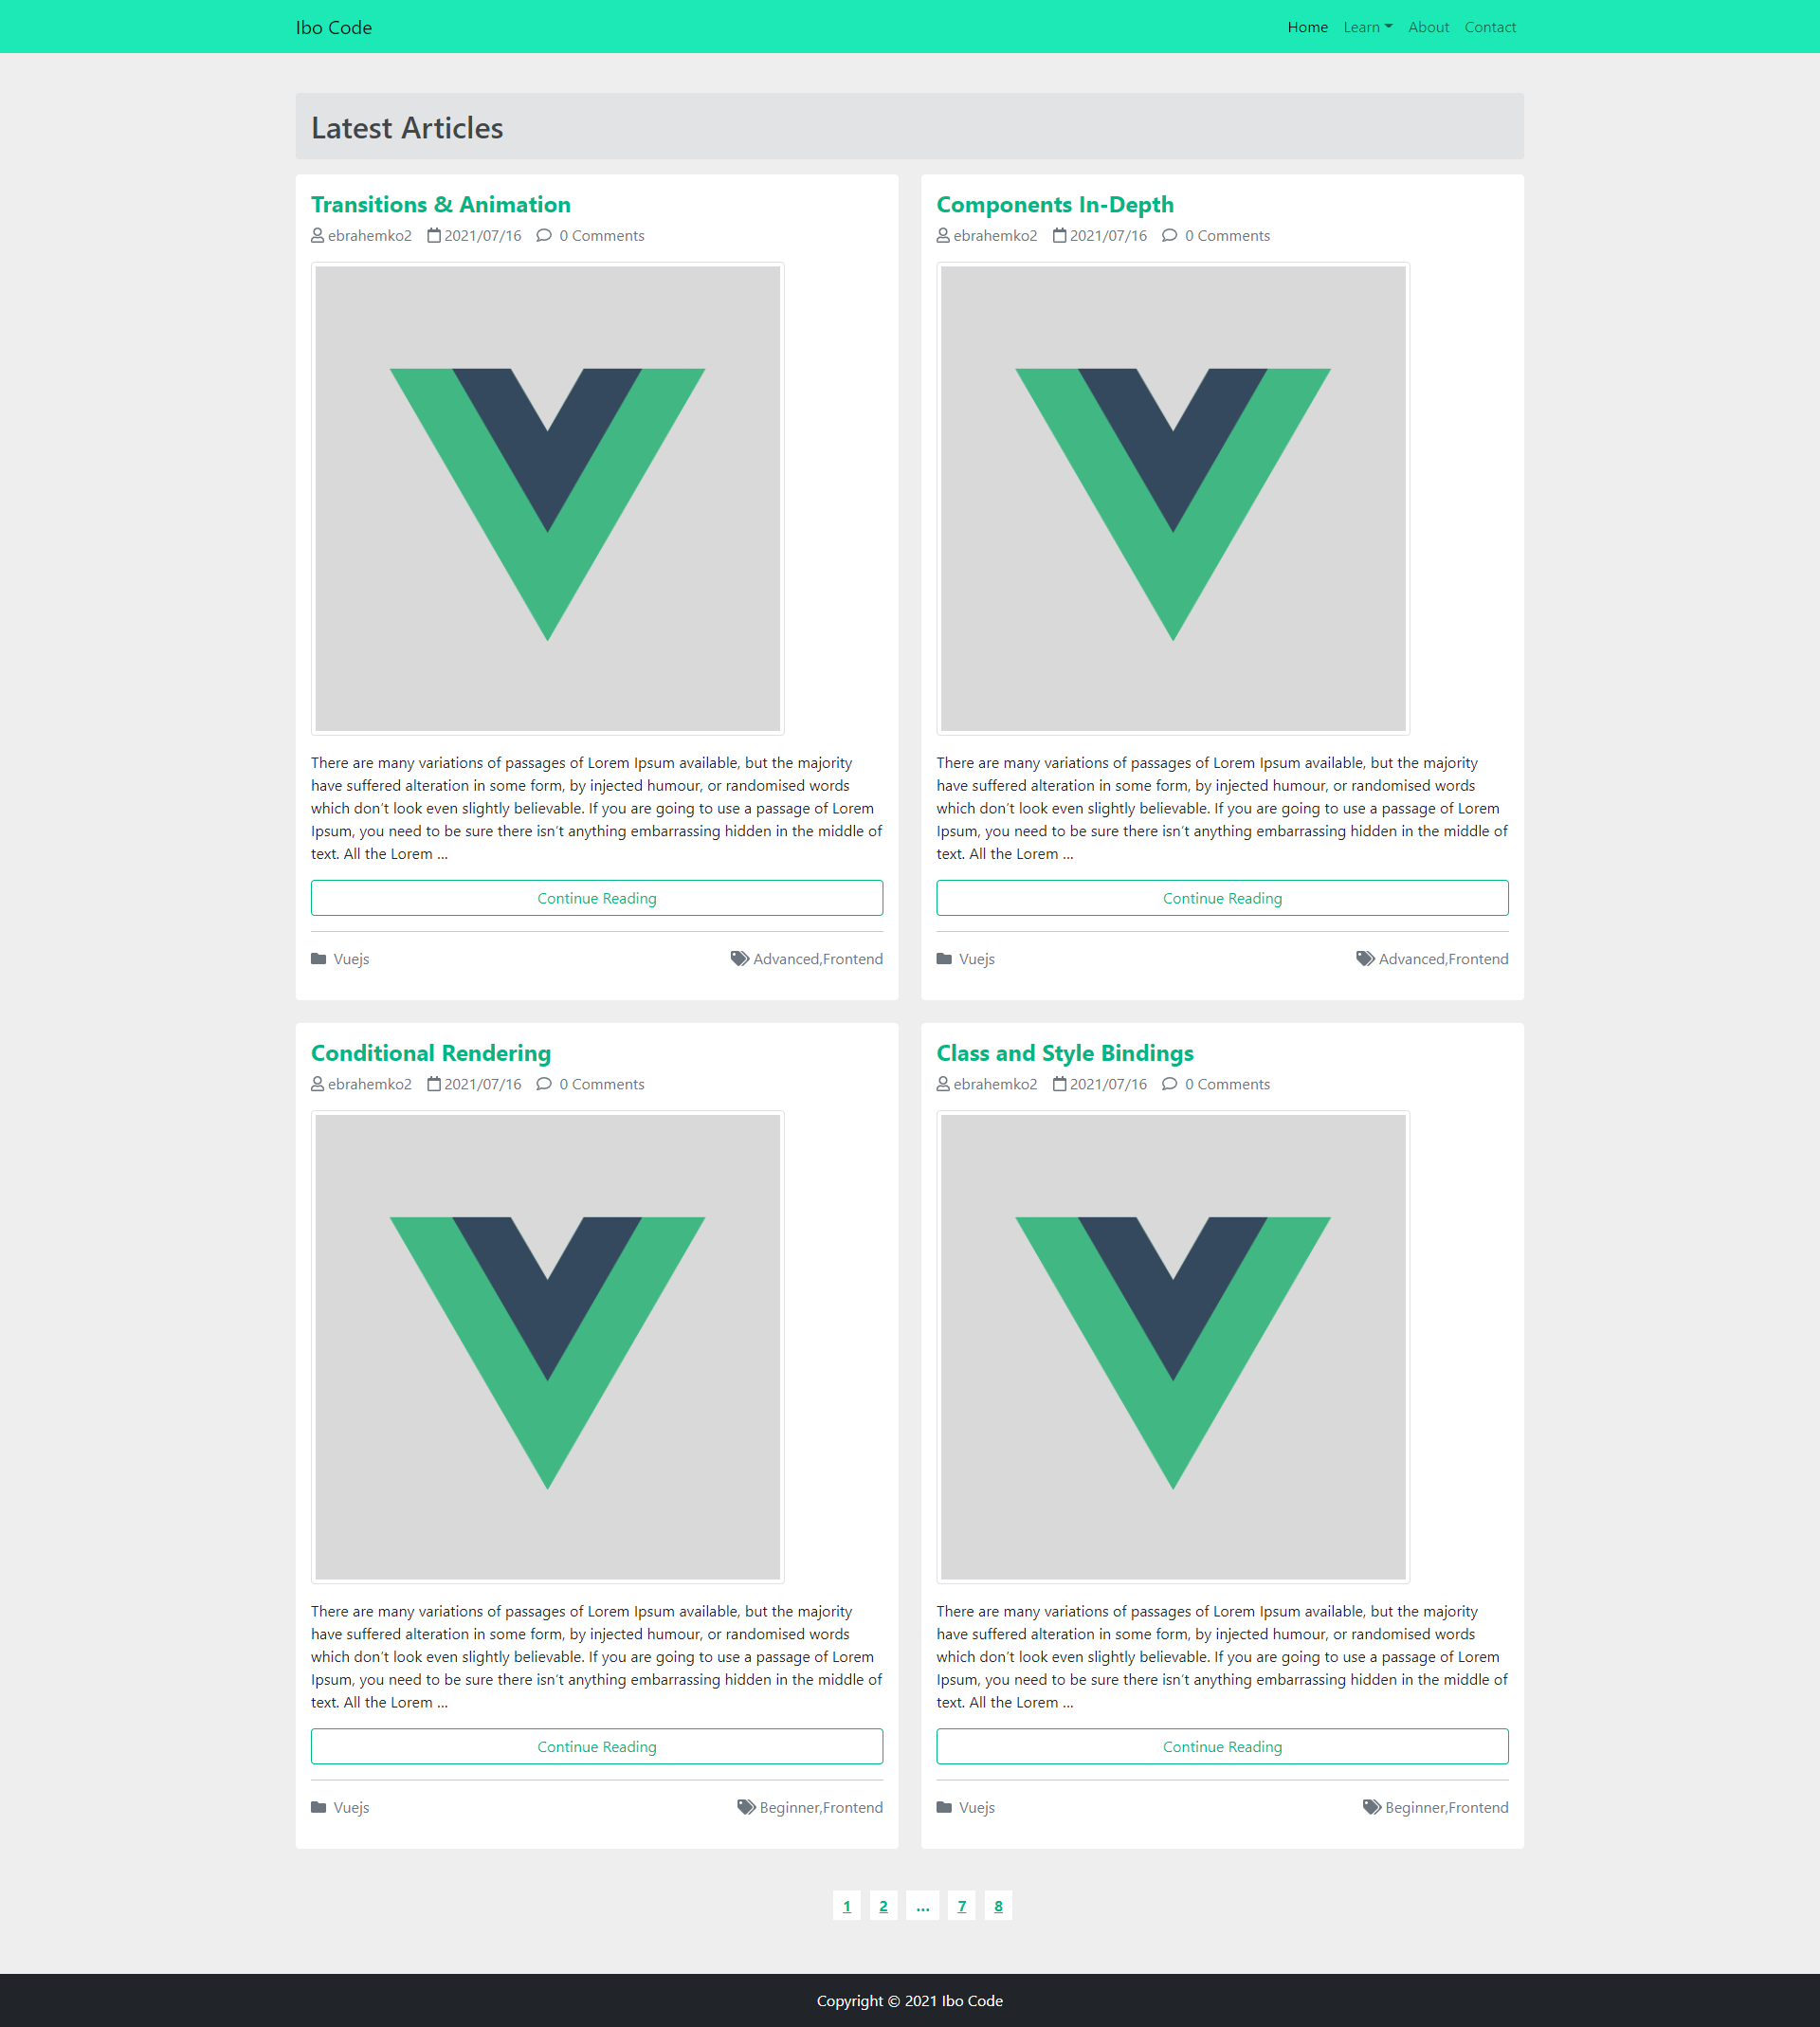 Ibo Code
Home Learn About Contact
Latest Articles
Transitions & Animation
ebrahemko2 2021/07/16 0 Comments
There are many variations of passages of Lorem Ipsum available, but the majority
have suffered alteration in some form, by injected humour, or randomised words
which don't look even slightly believable. If you are going to use a passage of Lorem
Ipsum, you need to be sure there isn't anything embarrassing hidden in the middle of
text. All the Lorem ...
Continue Reading
Vuejs Advanced,Frontend
Components In-Depth
ebrahemko2 2021/07/16 0 Comments
There are many variations of passages of Lorem Ipsum available, but the majority
have suffered alteration in some form, by injected humour, or randomised words
which don't look even slightly believable. If you are going to use a passage of Lorem
Ipsum, you need to be sure there isn't anything embarrassing hidden in the middle of
text. All the Lorem ...
Continue Reading
Vuejs Advanced,Frontend
Conditional Rendering
ebrahemko2 2021/07/16 0 Comments
There are many variations of passages of Lorem Ipsum available, but the majority
have suffered alteration in some form, by injected humour, or randomised words
which don't look even slightly believable. If you are going to use a passage of Lorem
Ipsum, you need to be sure there isn't anything embarrassing hidden in the middle of
text. All the Lorem ...
Continue Reading
Vuejs Beginner,Frontend
Class and Style Bindings
ebrahemko2 2021/07/16 0 Comments
There are many variations of passages of Lorem Ipsum available, but the majority
have suffered alteration in some form, by injected humour, or randomised words
which don't look even slightly believable. If you are going to use a passage of Lorem
Ipsum, you need to be sure there isn't anything embarrassing hidden in the middle of
text. All the Lorem ...
Continue Reading
Vuejs Beginner,Frontend
1 2 ... 7 8
Copyright © 2021 Ibo Code